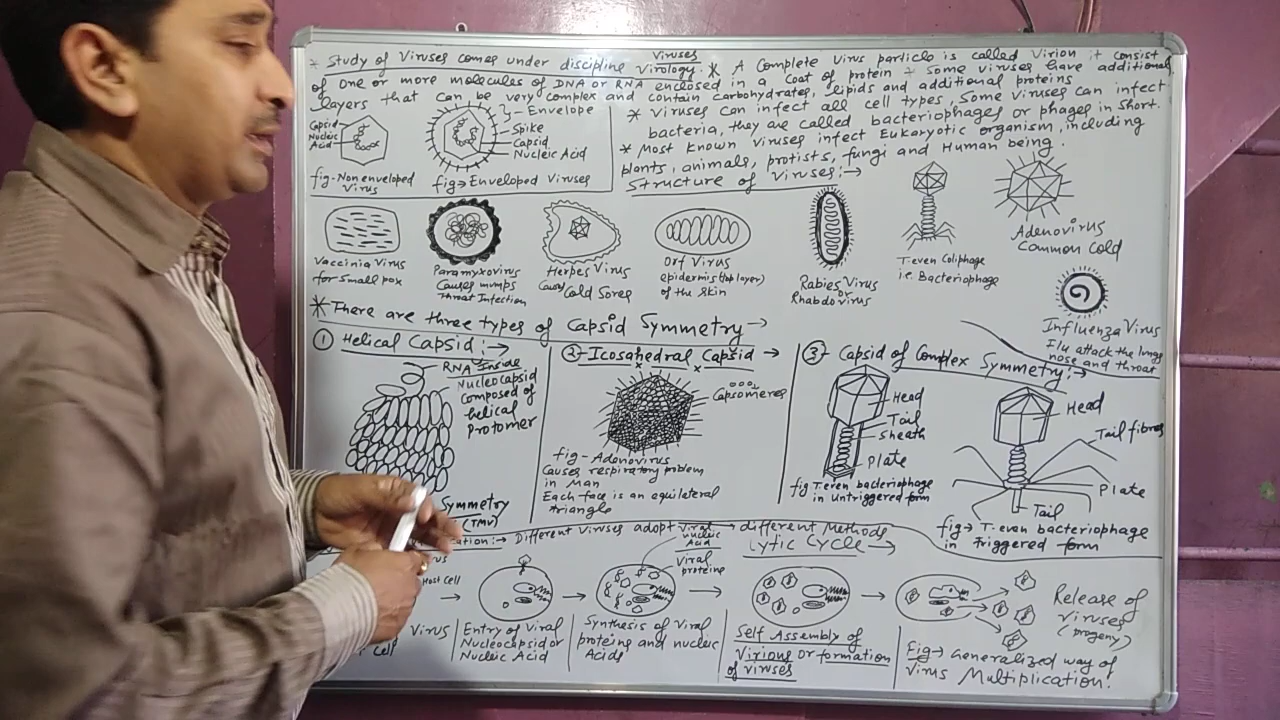 Viruses
* Study of Viruses comes under discipline Virology * A Complete Virus particle is called Virion it consist
of one or more molecules of DNA or RNA enclosed in a Coat of protein + Some viruses have additional
layers that can be very complex and contain carbohydrates, lipids and additional proteins
* Viruses can infect all cell types, Some Viruses can infect
bacteria, they are called bacteriophages or phages in Short.
* Most known Viruses infect Eukaryotic organism, including
plants, animals, protists, fungi and Human being.
Capsid
Nucleic
Acid
fig-Non enveloped
Virus
Envelope
Spike
Capsid
Nucleic Acid
fig→ Enveloped Viruses
Structure of Viruses:→
Vaccinia Virus
for Small pox
Paramyxovirus
Causes mumps
Throat Infection
Herpes Virus
Cold Sores
Orf Virus
epidermis (top layer)
of the Skin
Rabies Virus
or
Rhabdovirus
T.even Coliphage
i.e. Bacteriophage
Adenovirus
Common Cold
Influenza Virus
Flu attack the lungs
nose and throat
* There are three types of Capsid Symmetry →
① Helical Capsid:→
RNA Inside
Nucleocapsid
composed of
helical
Protomer
Symmetry
(TMV)
②-Icosahedral Capsid →
Capsomeres
fig - Adenovirus
Causes respiratory problem
in Man
Each face is an equilateral
triangle
③ Capsid of Complex Symmetry:→
Head
Tail
Sheath
Plate
fig T.even bacteriophage
in Untriggered form
Head
Tail fibres
Plate
Tail
fig→ T.even bacteriophage
in Triggered form
ication:→ Different Viruses adopt → different Methods
Lytic Cycle →
Host Cell
Virus
Cell
Entry of Viral
Nucleocapsid or
Nucleic Acid
Viral
nucleic
Acid
Viral
proteins
Synthesis of Viral
proteins and nucleic
Acids
Self Assembly of
Virions or formation
of viruses
Release of
Viruses
(progeny)
Fig→ Generalized way of
Virus Multiplication.